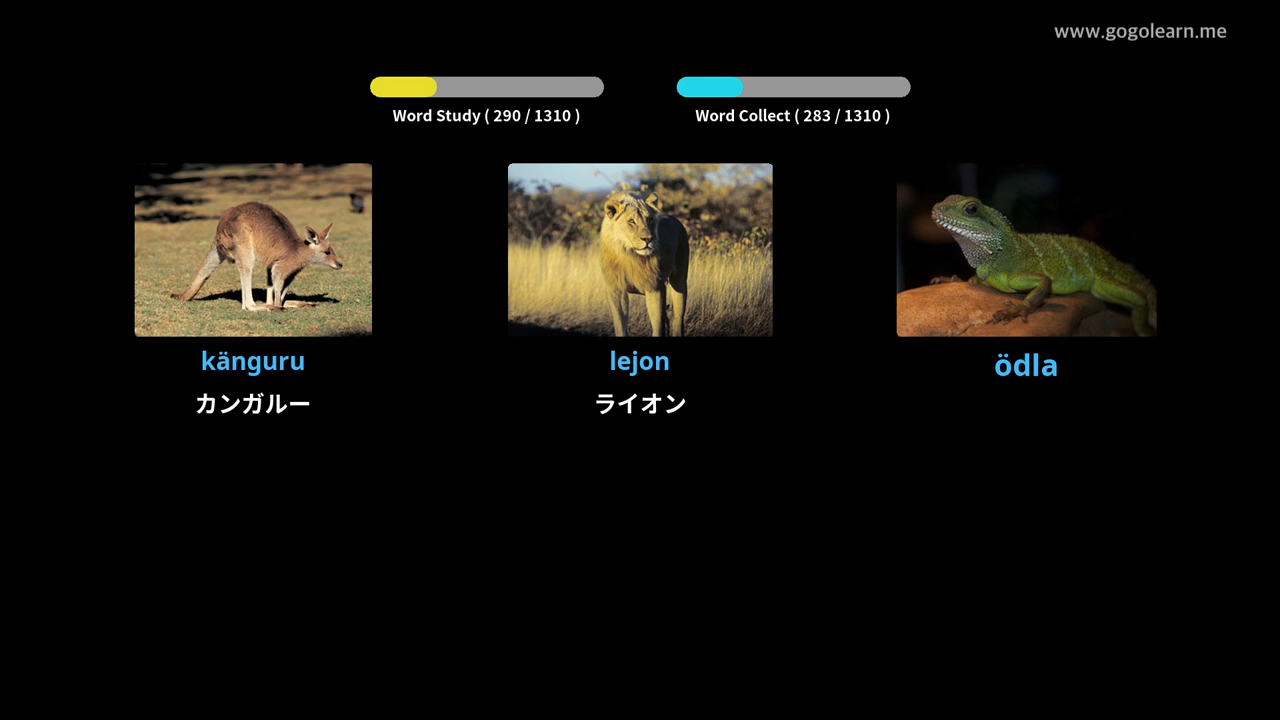 www.gogolearn.me
Word Study ( 290 / 1310 )
Word Collect ( 283 / 1310 )
känguru
カンガルー
lejon
ライオン
ödla